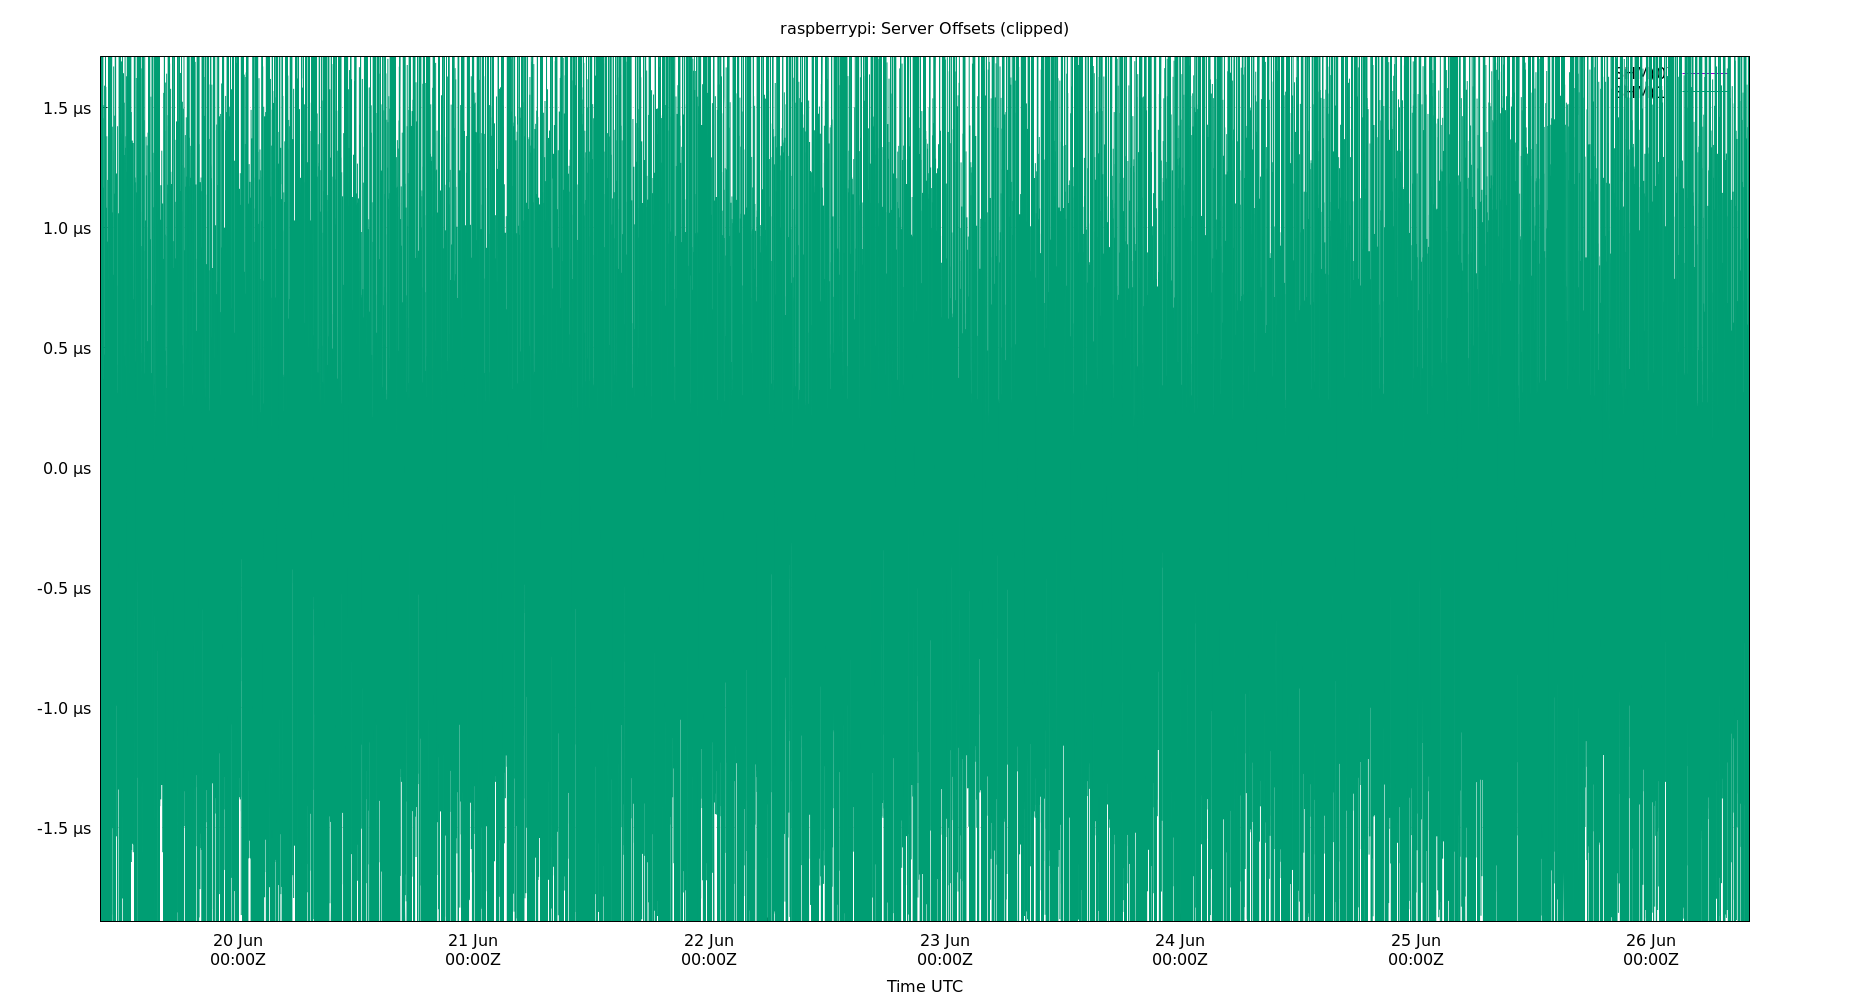 raspberrypi: Server Offsets (clipped)
1.5 µs
1.0 µs
0.5 µs
0.0 µs
-0.5 µs
-1.0 µs
-1.5 µs
20 Jun
00:00Z
21 Jun
00:00Z
22 Jun
00:00Z
23 Jun
00:00Z
24 Jun
00:00Z
25 Jun
00:00Z
26 Jun
00:00Z
Time UTC